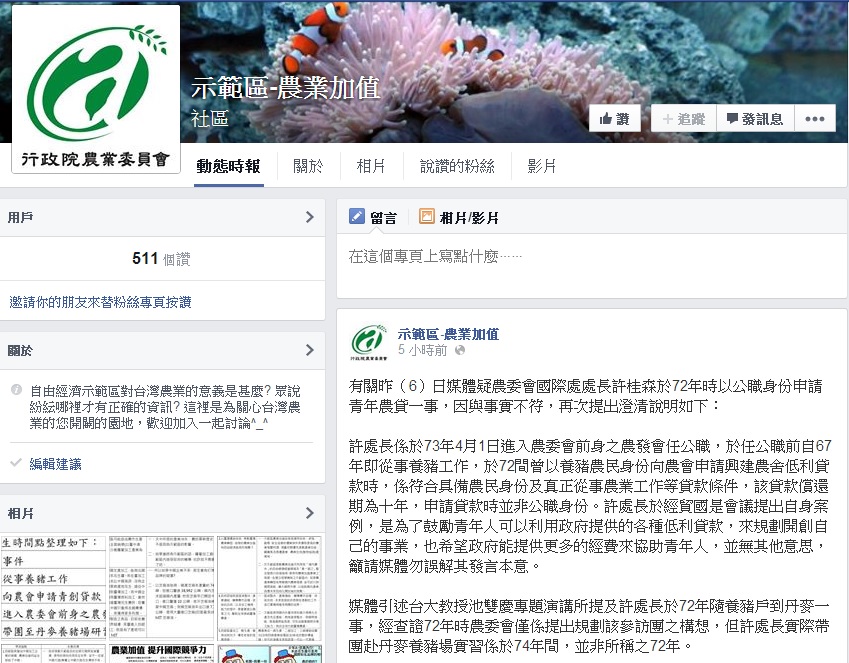 行政院農業委員會
示範區-農業加值
社區
讚
追蹤
發訊息
動態時報
關於
相片
說讚的粉絲
影片
用戶
511 個讚
邀請你的朋友來替粉絲專頁按讚
關於
自由經濟示範區對台灣農業的意義是甚麼? 眾說
紛紜哪裡才有正確的資訊? 這裡是為關心台灣農
業的您開闢的園地，歡迎加入一起討論^_^
編輯建議
相片
生時間點整理如下：
事件
從事養豬工作
向農會申請青創貸款
進入農委會前身之農發
帶團至丹麥養豬場研
農業加值 提升國際競爭力
留言
相片/影片
在這個專頁上寫點什麼……
示範區-農業加值
5 小時前
有關昨（6）日媒體疑農委會國際處處長許桂森於72年時以公職身份申請
青年農貸一事，因與事實不符，再次提出澄清說明如下：
許處長係於73年4月1日進入農委會前身之農發會任公職，於任公職前自67
年即從事養豬工作，於72間曾以養豬農民身份向農會申請興建農舍低利貸
款時，係符合具備農民身份及真正從事農業工作等貸款條件，該貸款償還
期為十年，申請貸款時並非公職身份。許處長於經貿國是會議提出自身案
例，是為了鼓勵青年人可以利用政府提供的各種低利貸款，來規劃開創自
己的事業，也希望政府能提供更多的經費來協助青年人，並無其他意思，
籲請媒體勿誤解其發言本意。
媒體引述台大教授池雙慶專題演講所提及許處長於72年隨養豬戶到丹麥一
事，經查證72年時農委會僅係提出規劃該參訪團之構想，但許處長實際帶
團赴丹麥養豬場實習係於74年間，並非所稱之72年。